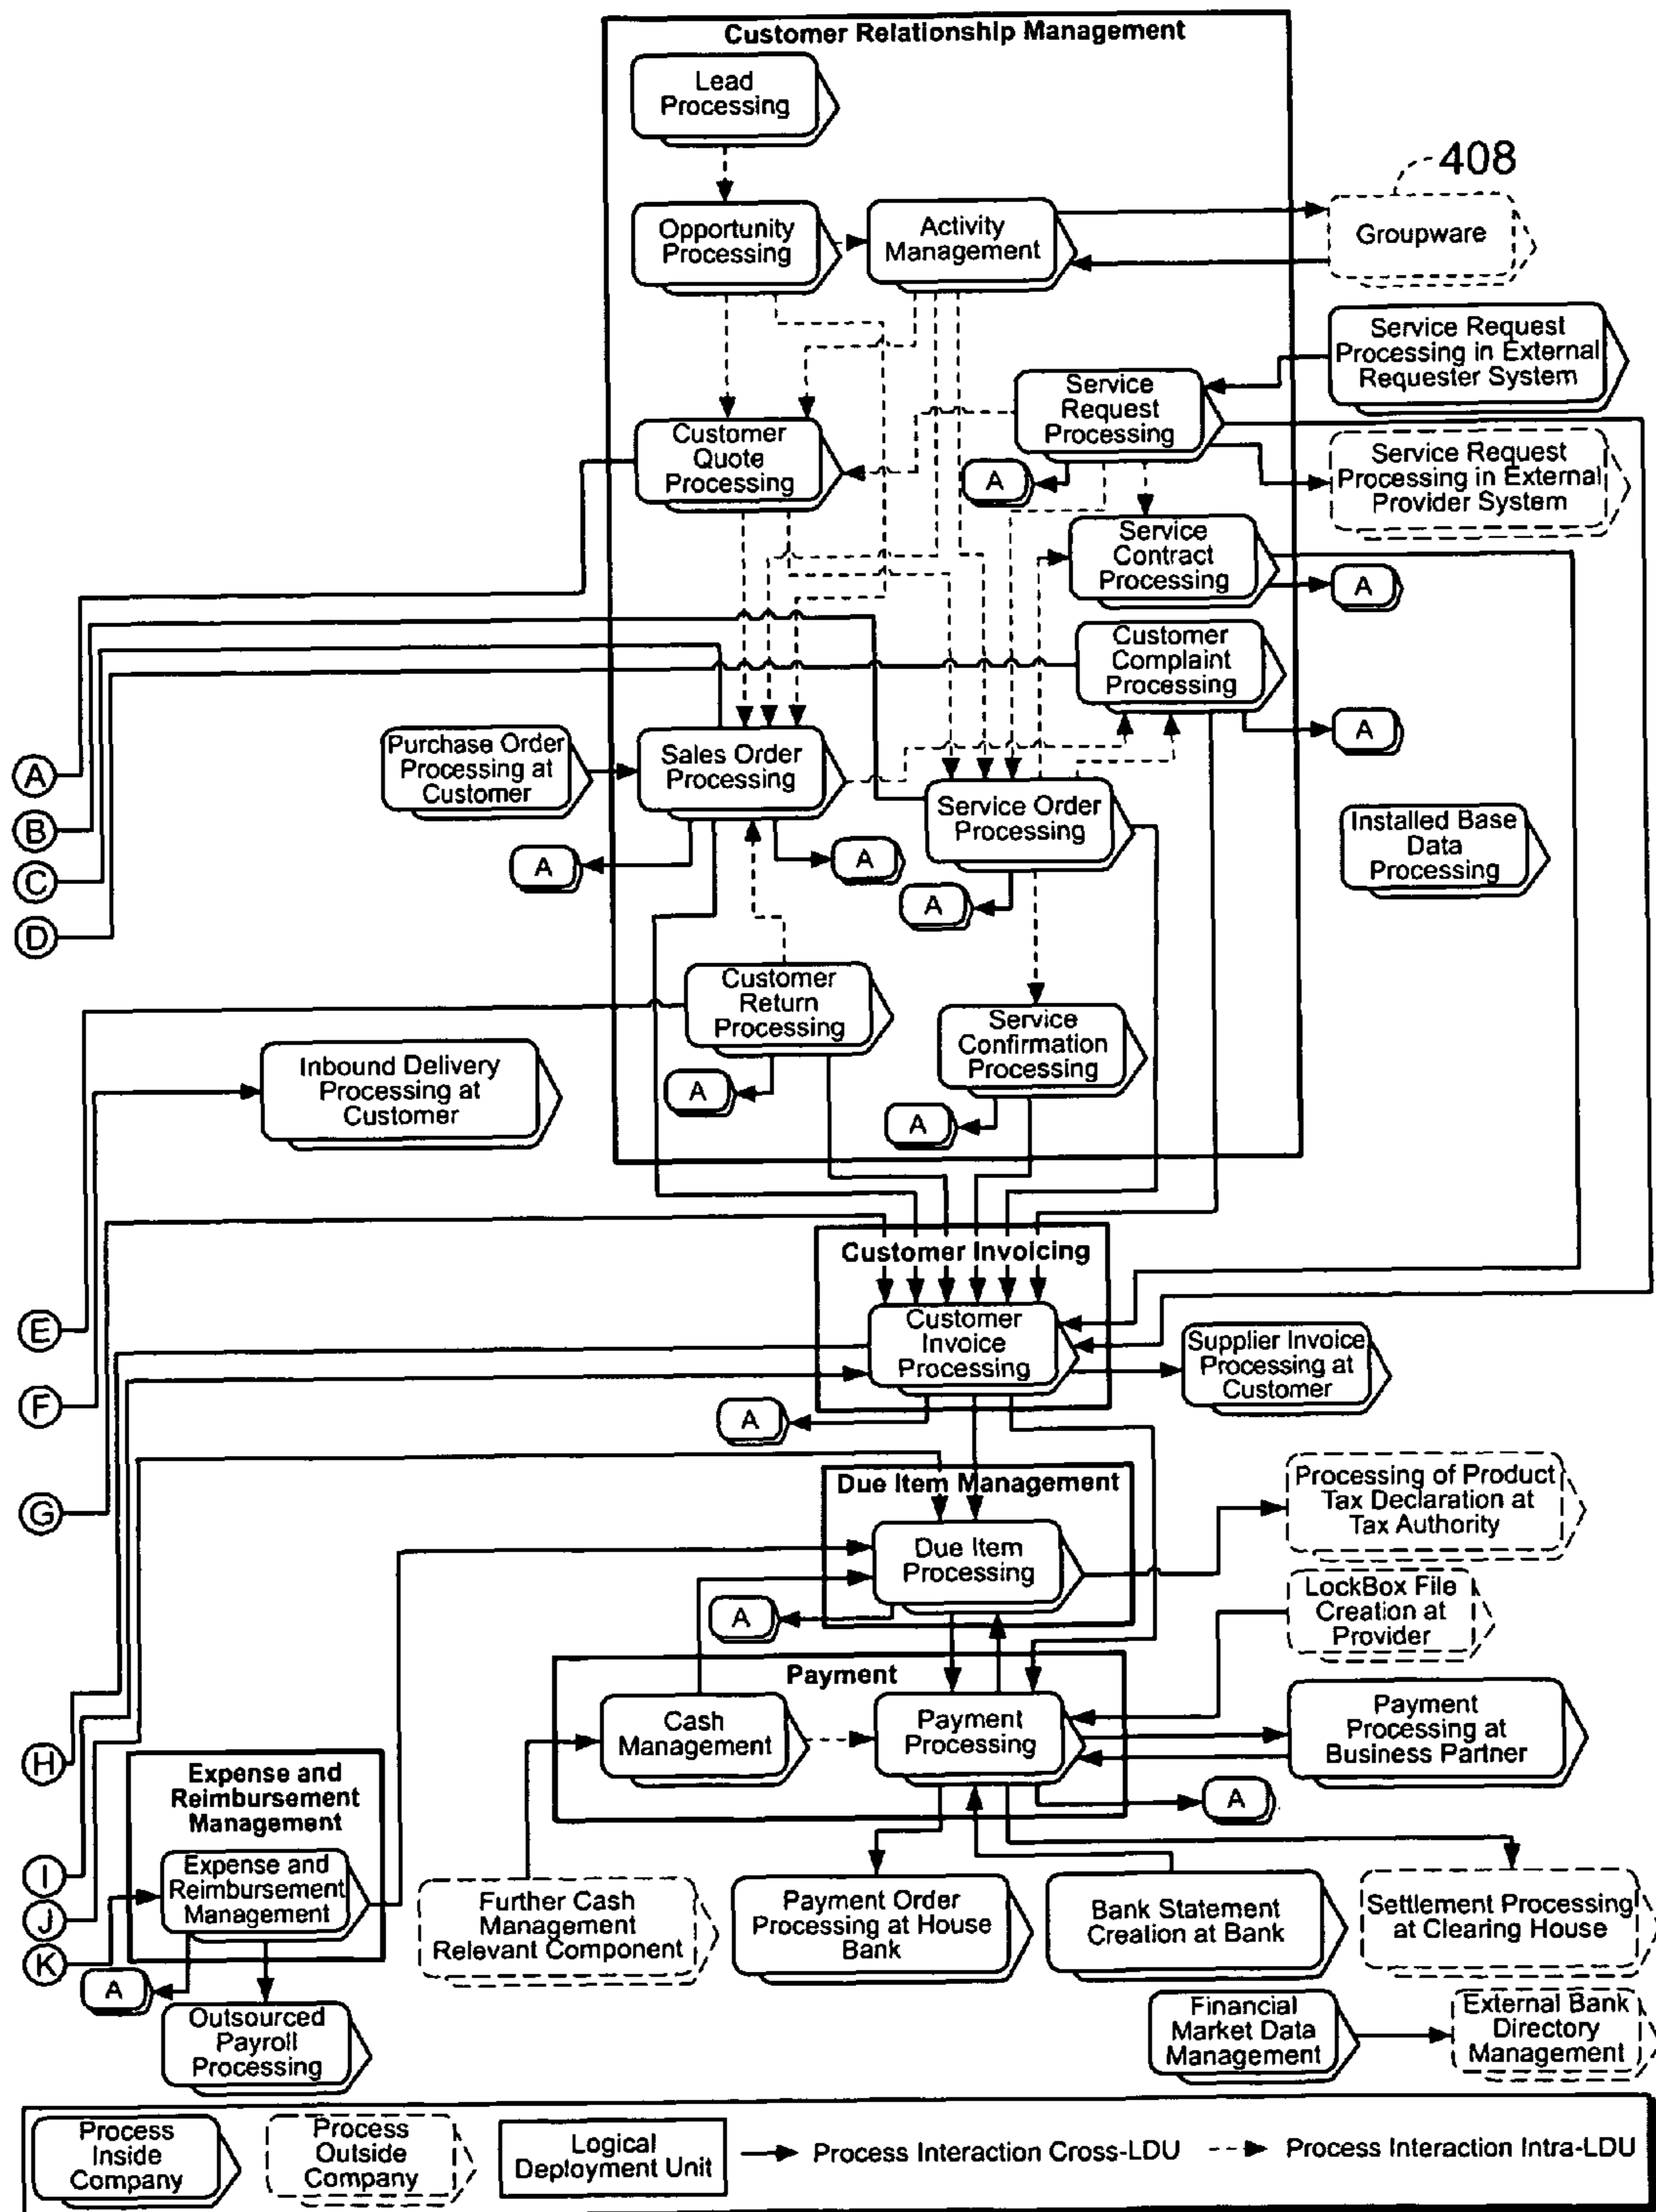 Customer Relationship Management
Lead
Processing
408
Opportunity
Processing
Activity
Management
Groupware
Service Request
Processing in External
Requester System
Service
Request
Processing
Customer
Quote
Processing
A
Service Request
Processing in External
Provider System
Service
Contract
Processing
A
Customer
Complaint
Processing
A
Purchase Order
Processing at
Customer
Sales Order
Processing
A
B
C
D
Service Order
Processing
Installed Base
Data
Processing
A
A
A
Customer
Return
Processing
Service
Confirmation
Processing
Inbound Delivery
Processing at
Customer
A
A
Customer Invoicing
E
F
G
Customer
Invoice
Processing
Supplier Invoice
Processing at
Customer
A
Due Item Management
Processing of Product
Tax Declaration at
Tax Authority
Due Item
Processing
LockBox File
Creation at
Provider
A
Payment
Cash
Management
Payment
Processing
Payment
Processing at
Business Partner
A
H
I
J
K
Expense and
Reimbursement
Management
Expense and
Reimbursement
Management
A
Outsourced
Payroll
Processing
Further Cash
Management
Relevant Component
Payment Order
Processing at House
Bank
Bank Statement
Creation at Bank
Settlement Processing
at Clearing House
Financial
Market Data
Management
External Bank
Directory
Management
Process
Inside
Company
Process
Outside
Company
Logical
Deployment Unit
Process Interaction Cross-LDU
Process Interaction Intra-LDU